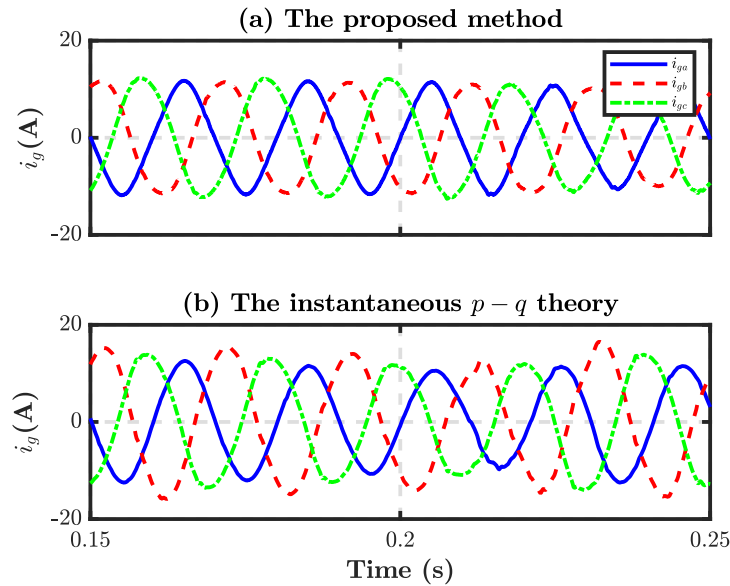 (a) The proposed method
20
0
-20
i_g(A)
i_ga
i_gb
i_gc
(b) The instantaneous p − q theory
20
0
-20
i_g(A)
0.15
0.2
0.25
Time (s)